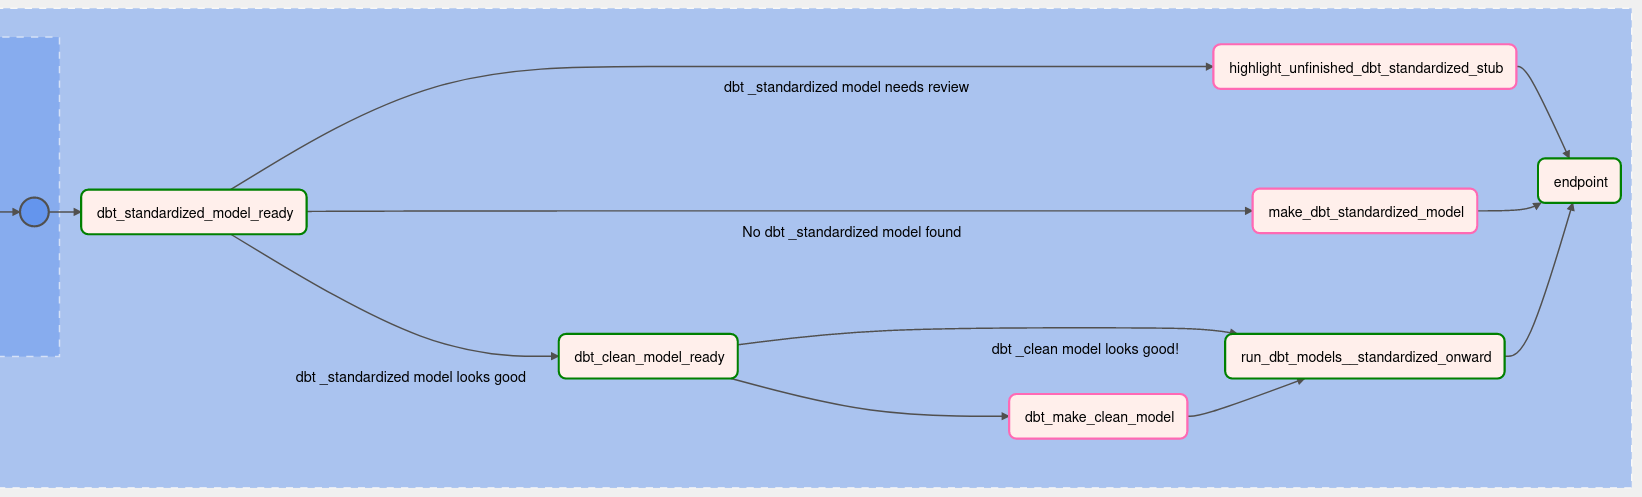 highlight_unfinished_dbt_standardized_stub
dbt _standardized model needs review
endpoint
dbt_standardized_model_ready
make_dbt_standardized_model
No dbt _standardized model found
dbt_clean_model_ready
dbt _clean model looks good!
run_dbt_models__standardized_onward
dbt _standardized model looks good
dbt_make_clean_model